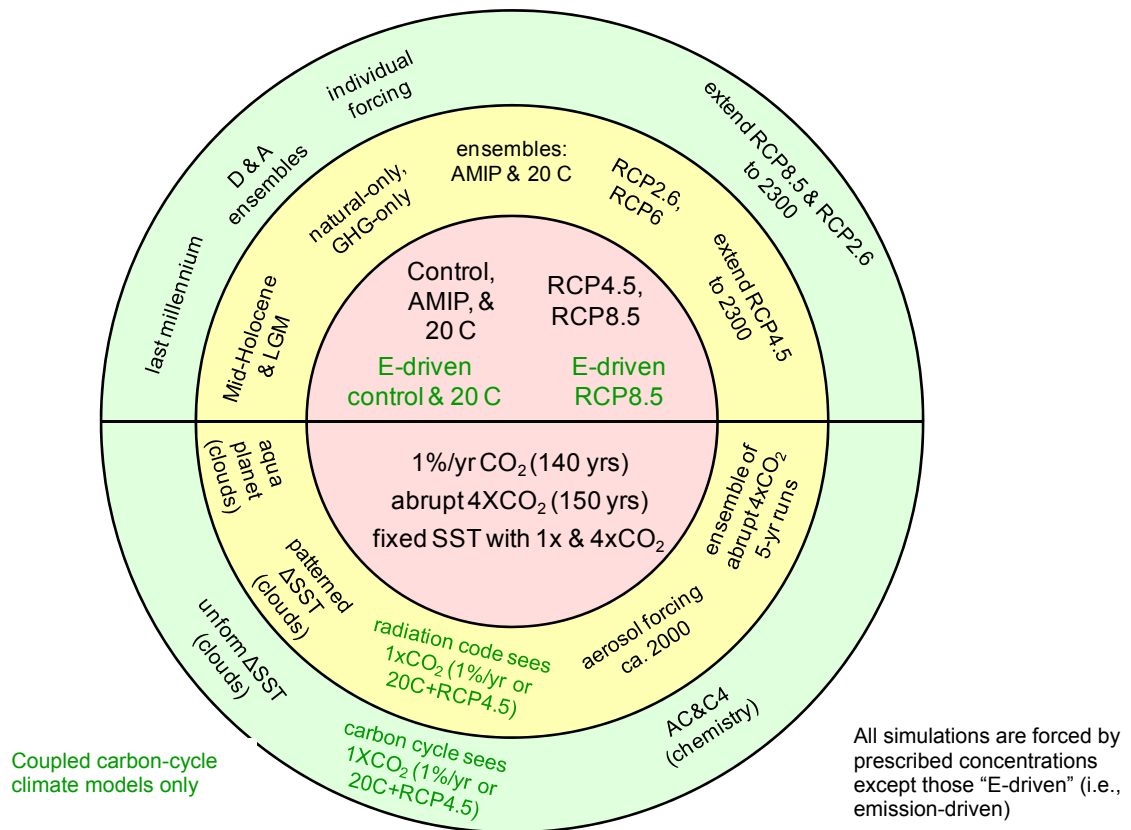 individual
forcing
D & A
ensembles
last millennium
extend RCP8.5 & RCP2.6
to 2300
ensembles:
AMIP & 20 C
natural-only,
GHG-only
RCP2.6,
RCP6
Mid-Holocene
& LGM
extend RCP4.5
to 2300
Control,
AMIP, &
20 C
RCP4.5,
RCP8.5
E-driven
control & 20 C
E-driven
RCP8.5
1%/yr CO₂ (140 yrs)
abrupt 4XCO₂ (150 yrs)
fixed SST with 1x & 4xCO₂
aqua
planet
(clouds)
ensemble of
abrupt 4xCO₂
5-yr runs
patterned
ΔSST
(clouds)
radiation code sees
1xCO₂ (1%/yr or
20C+RCP4.5)
aerosol forcing
ca. 2000
unform ΔSST
(clouds)
carbon cycle sees
1XCO₂ (1%/yr or
20C+RCP4.5)
AC&C4
(chemistry)
Coupled carbon-cycle
climate models only
All simulations are forced by
prescribed concentrations
except those “E-driven” (i.e.,
emission-driven)